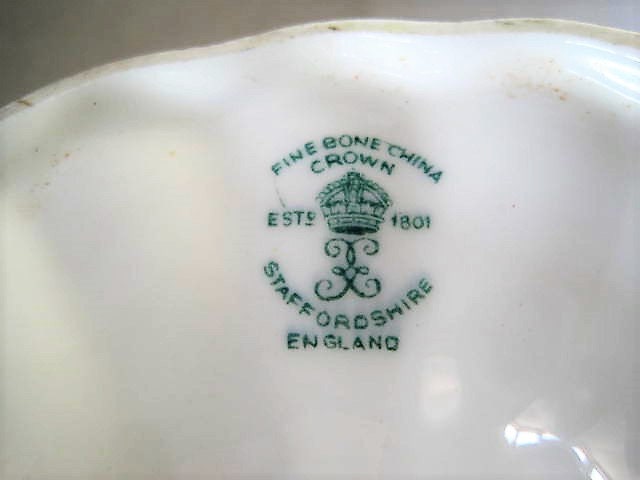 FINE BONE CHINA
CROWN
ESTD 1801
STAFFORDSHIRE
ENGLAND